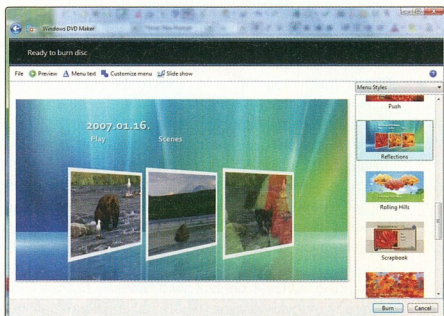 Windows DVD Maker
Ready to burn disc
File Preview A Menu text Customize menu Slide show
Menu Styles
Push
2007.01.16.
Play Scenes
Reflections
Rolling Hills
Scrapbook
Burn Cancel